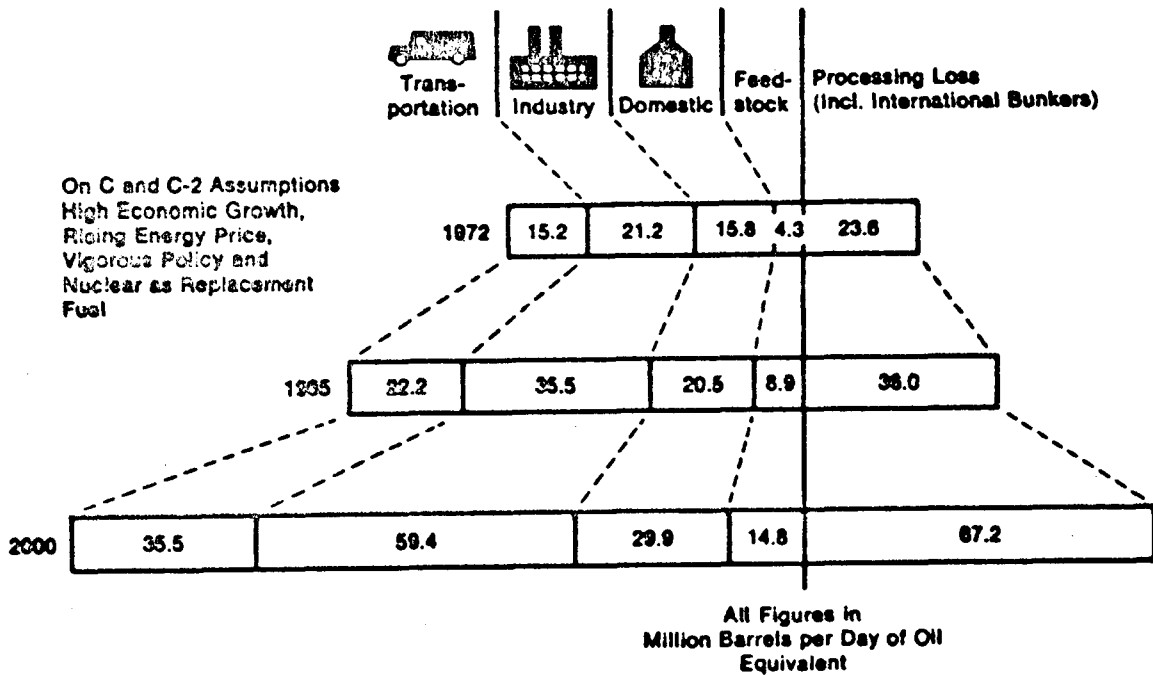 Trans-
portation
Industry
Domestic
Feed-
stock
Processing Loss
(Incl. International Bunkers)
On C and C-2 Assumptions
High Economic Growth,
Rising Energy Price,
Vigorous Policy and
Nuclear as Replacement
Fuel
1972 15.2 21.2 15.8 4.3 23.6
1985 22.2 35.5 20.5 8.9 36.0
2000 35.5 59.4 29.9 14.8 67.2
All Figures in
Million Barrels per Day of Oil
Equivalent